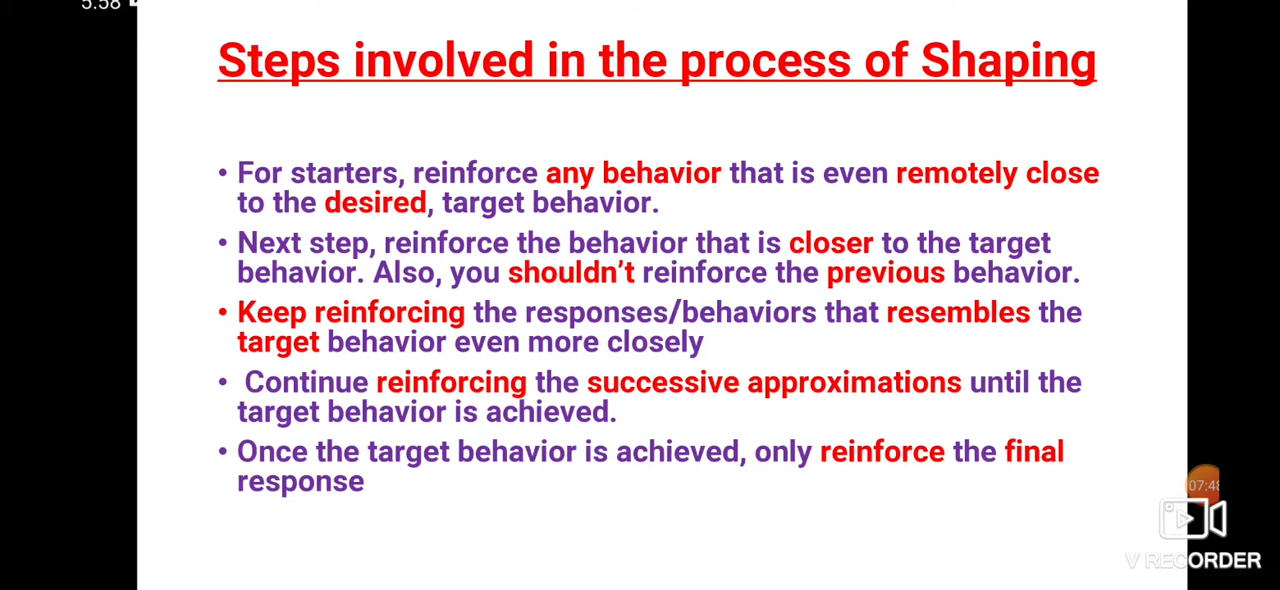 5:58
Steps involved in the process of Shaping
• For starters, reinforce any behavior that is even remotely close
to the desired, target behavior.
• Next step, reinforce the behavior that is closer to the target
behavior. Also, you shouldn’t reinforce the previous behavior.
• Keep reinforcing the responses/behaviors that resembles the
target behavior even more closely
• Continue reinforcing the successive approximations until the
target behavior is achieved.
• Once the target behavior is achieved, only reinforce the final
response
07:48
V RECORDER